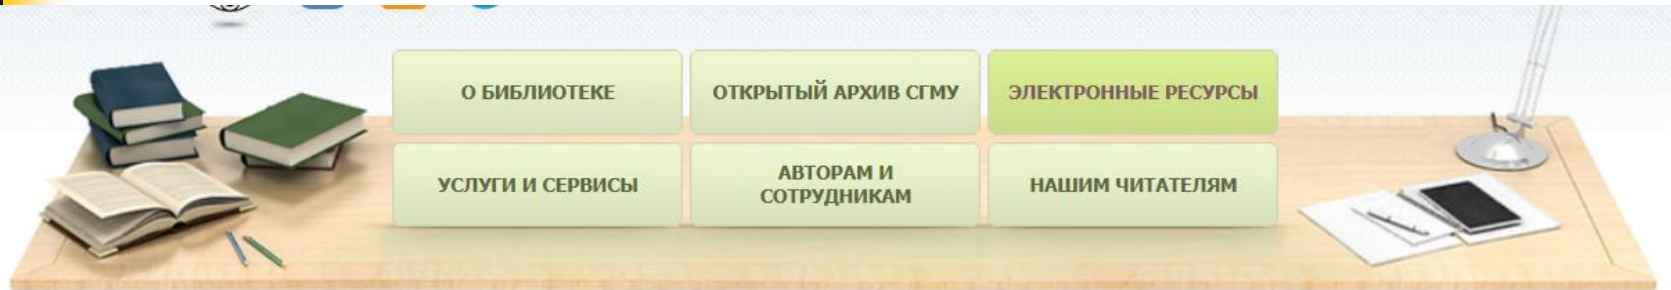 О БИБЛИОТЕКЕ
ОТКРЫТЫЙ АРХИВ СГМУ
ЭЛЕКТРОННЫЕ РЕСУРСЫ
УСЛУГИ И СЕРВИСЫ
АВТОРАМ И
СОТРУДНИКАМ
НАШИМ ЧИТАТЕЛЯМ